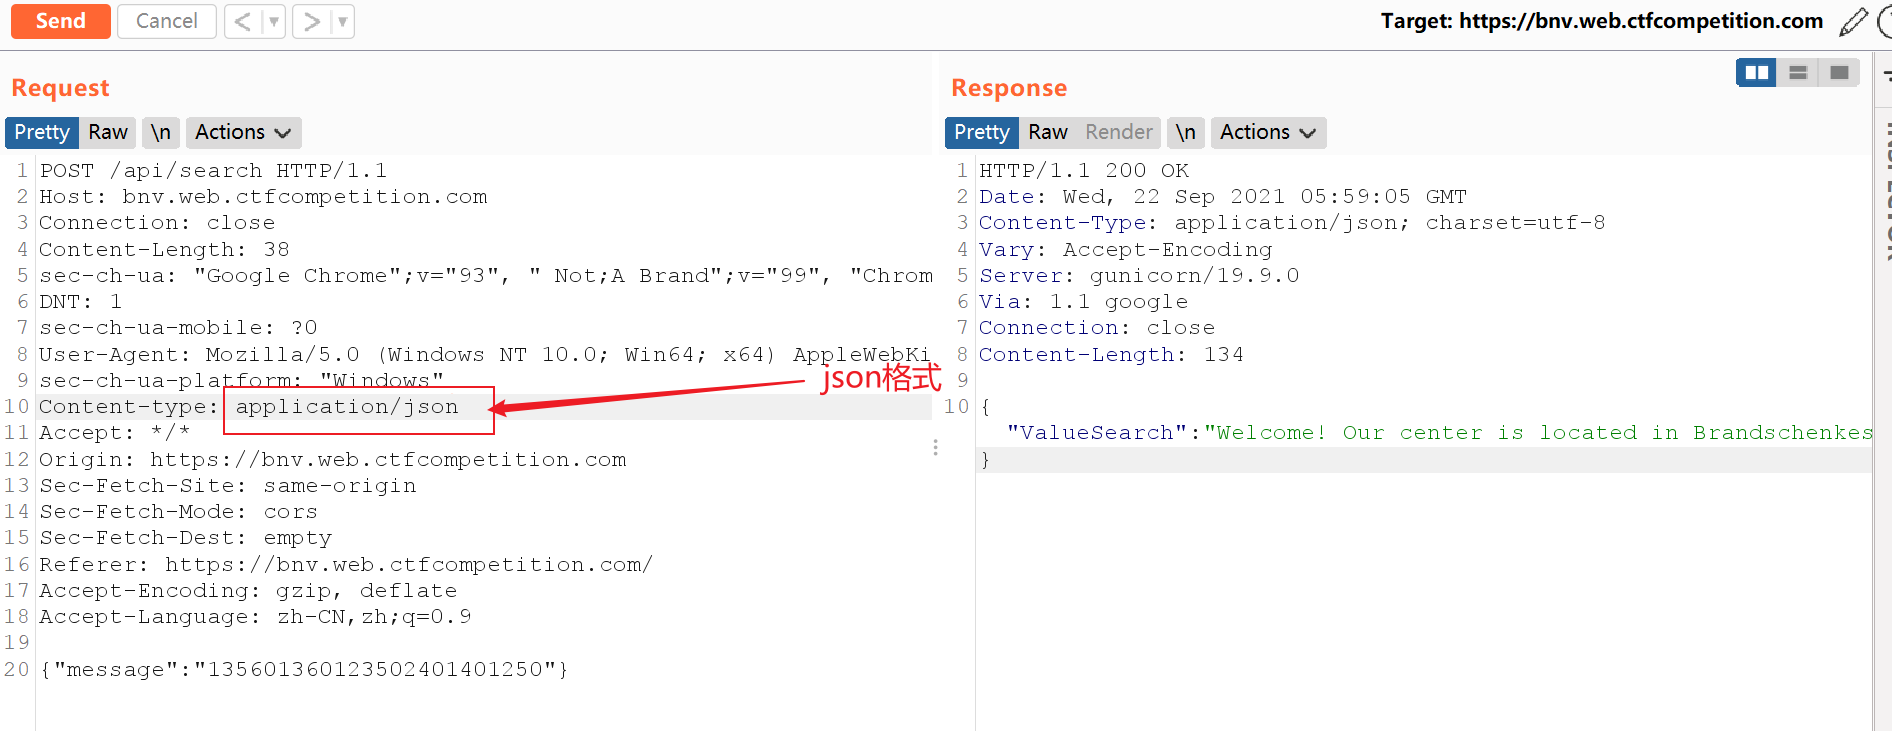 Send Cancel < > Target: https://bnv.web.ctfcompetition.com
Request
Pretty Raw \n Actions
1 POST /api/search HTTP/1.1
2 Host: bnv.web.ctfcompetition.com
3 Connection: close
4 Content-Length: 38
5 sec-ch-ua: "Google Chrome";v="93", " Not;A Brand";v="99", "Chrom
6 DNT: 1
7 sec-ch-ua-mobile: ?0
8 User-Agent: Mozilla/5.0 (Windows NT 10.0; Win64; x64) AppleWebKi
9 sec-ch-ua-platform: "Windows"
10 Content-type: application/json
json格式
11 Accept: */*
12 Origin: https://bnv.web.ctfcompetition.com
13 Sec-Fetch-Site: same-origin
14 Sec-Fetch-Mode: cors
15 Sec-Fetch-Dest: empty
16 Referer: https://bnv.web.ctfcompetition.com/
17 Accept-Encoding: gzip, deflate
18 Accept-Language: zh-CN,zh;q=0.9
19
20 {"message":"135601360123502401401250"}
Response
Pretty Raw Render \n Actions
1 HTTP/1.1 200 OK
2 Date: Wed, 22 Sep 2021 05:59:05 GMT
3 Content-Type: application/json; charset=utf-8
4 Vary: Accept-Encoding
5 Server: gunicorn/19.9.0
6 Via: 1.1 google
7 Connection: close
8 Content-Length: 134
9
10 {
"ValueSearch":"Welcome! Our center is located in Brandschenkes
}